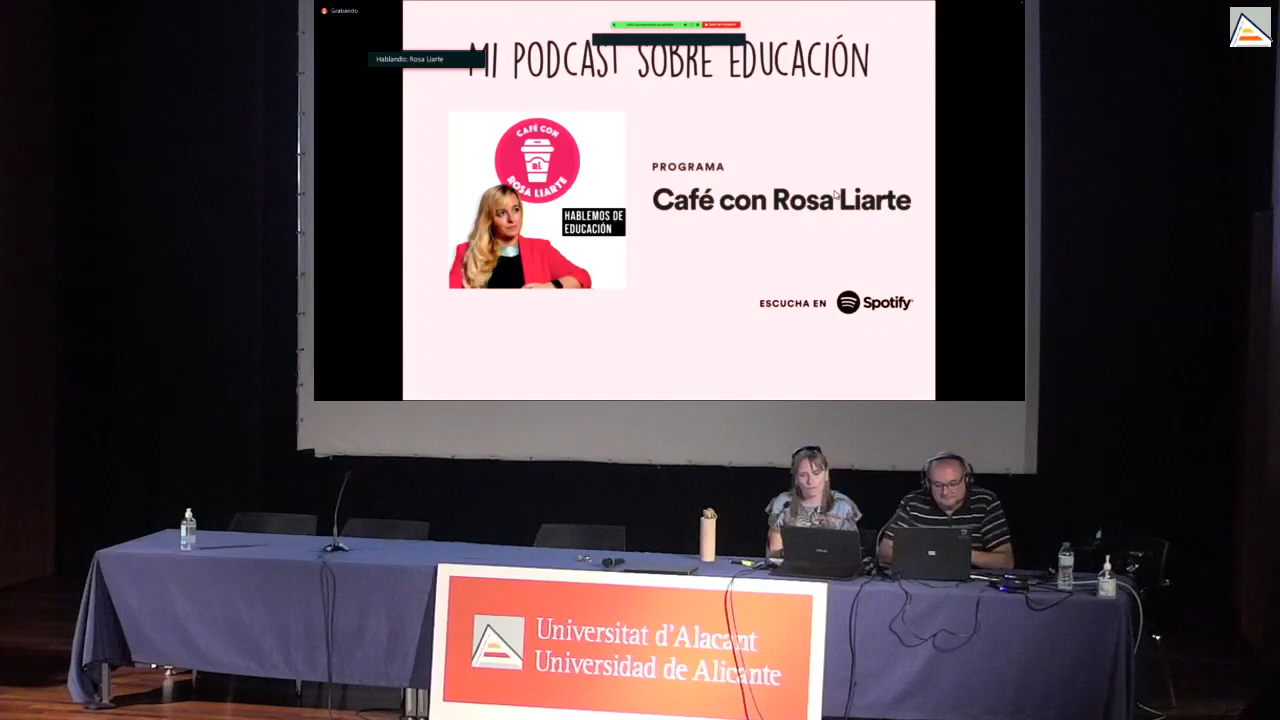 Grabando
Hablando: Rosa Liarte
MI PODCAST SOBRE EDUCACIÓN
CAFÉ CON
RL
ROSA LIARTE
HABLEMOS DE
EDUCACIÓN
PROGRAMA
Café con Rosa Liarte
ESCUCHA EN
Spotify
Universitat d'Alacant
Universidad de Alicante